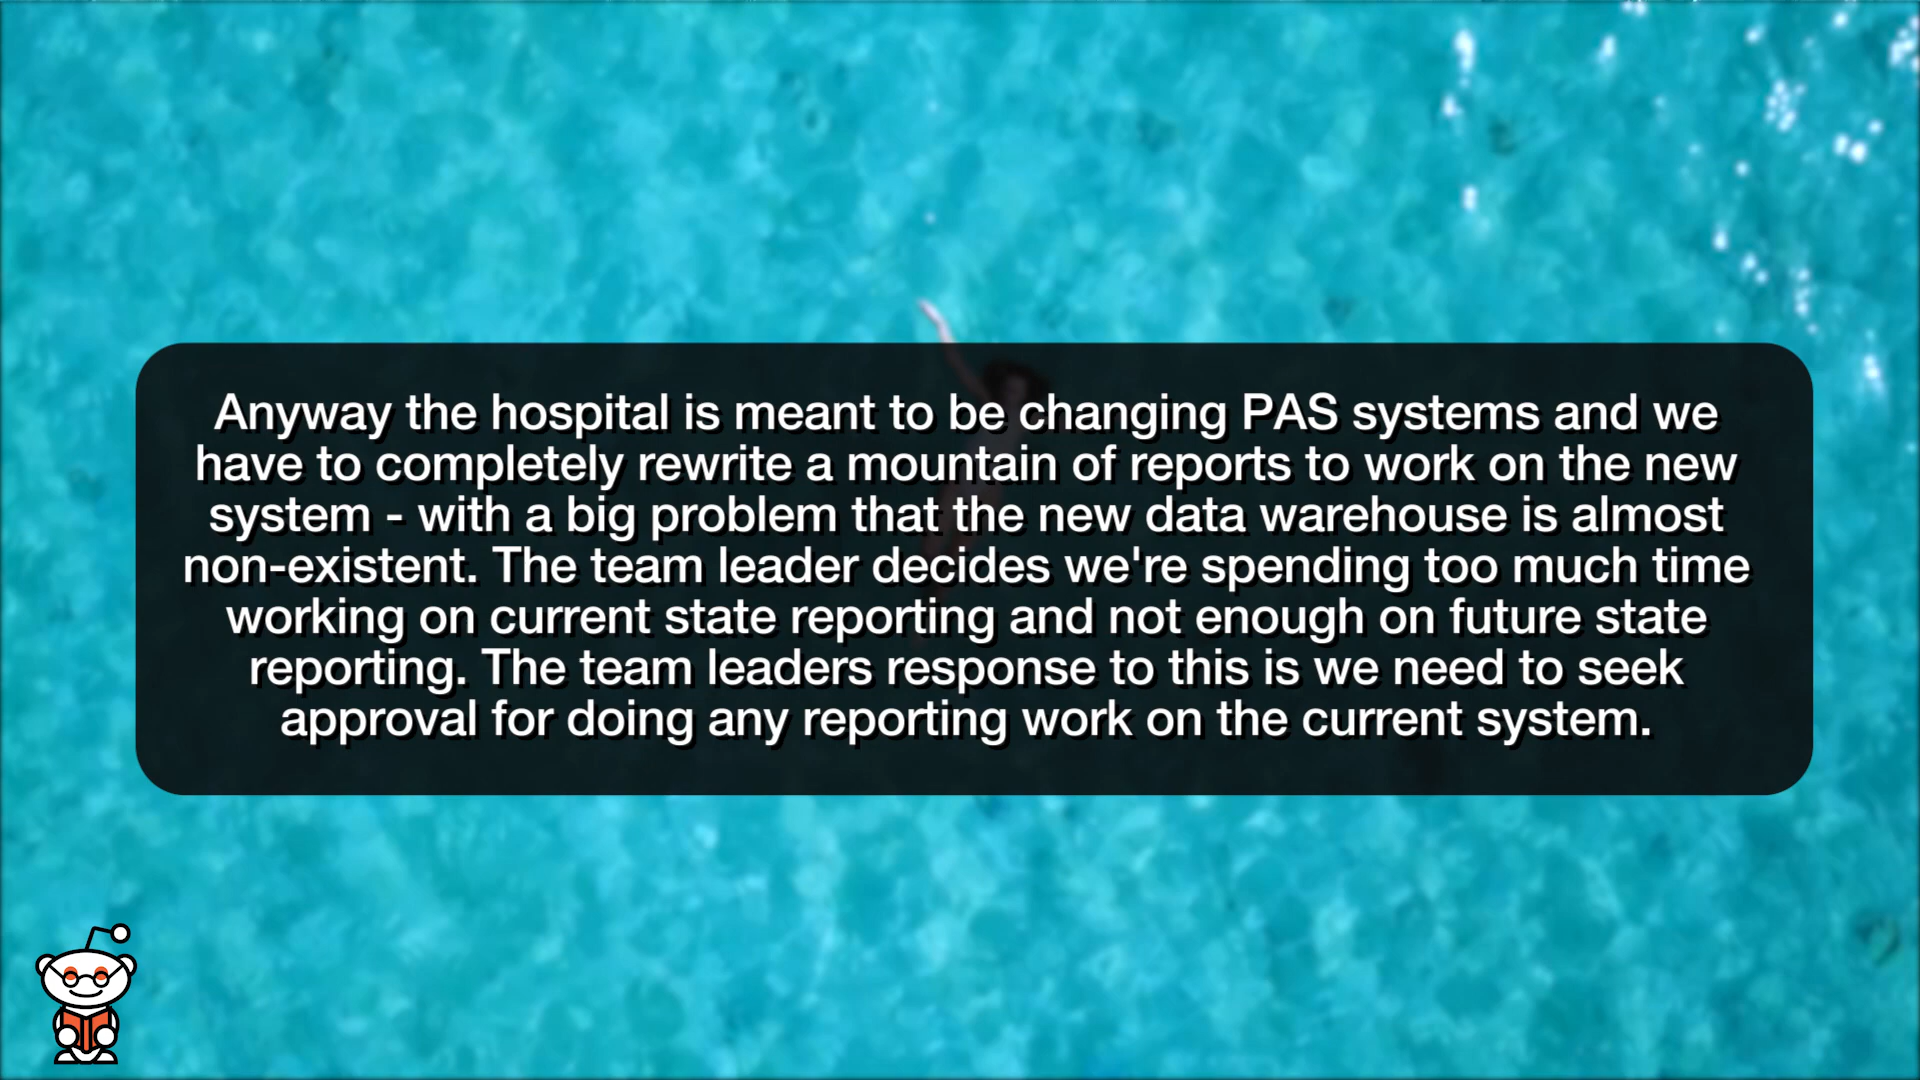 Anyway the hospital is meant to be changing PAS systems and we
have to completely rewrite a mountain of reports to work on the new
system - with a big problem that the new data warehouse is almost
non-existent. The team leader decides we're spending too much time
working on current state reporting and not enough on future state
reporting. The team leaders response to this is we need to seek
approval for doing any reporting work on the current system.